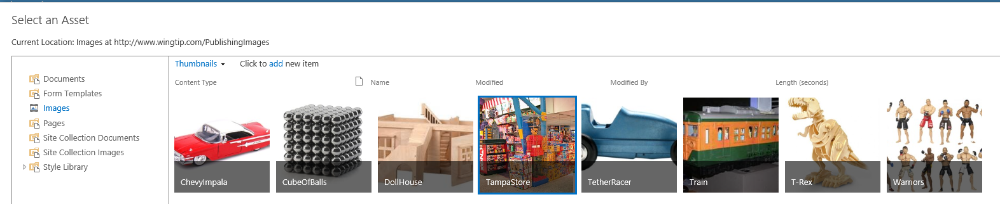 Select an Asset
Current Location: Images at http://www.wingtip.com/PublishingImages
Thumbnails Click to add new item
Content Type Name Modified Modified By Length (seconds)
Documents
Form Templates
Images
Pages
Site Collection Documents
Site Collection Images
Style Library
ChevyImpala CubeOfBalls DollHouse TampaStore TetherRacer Train T-Rex Warriors